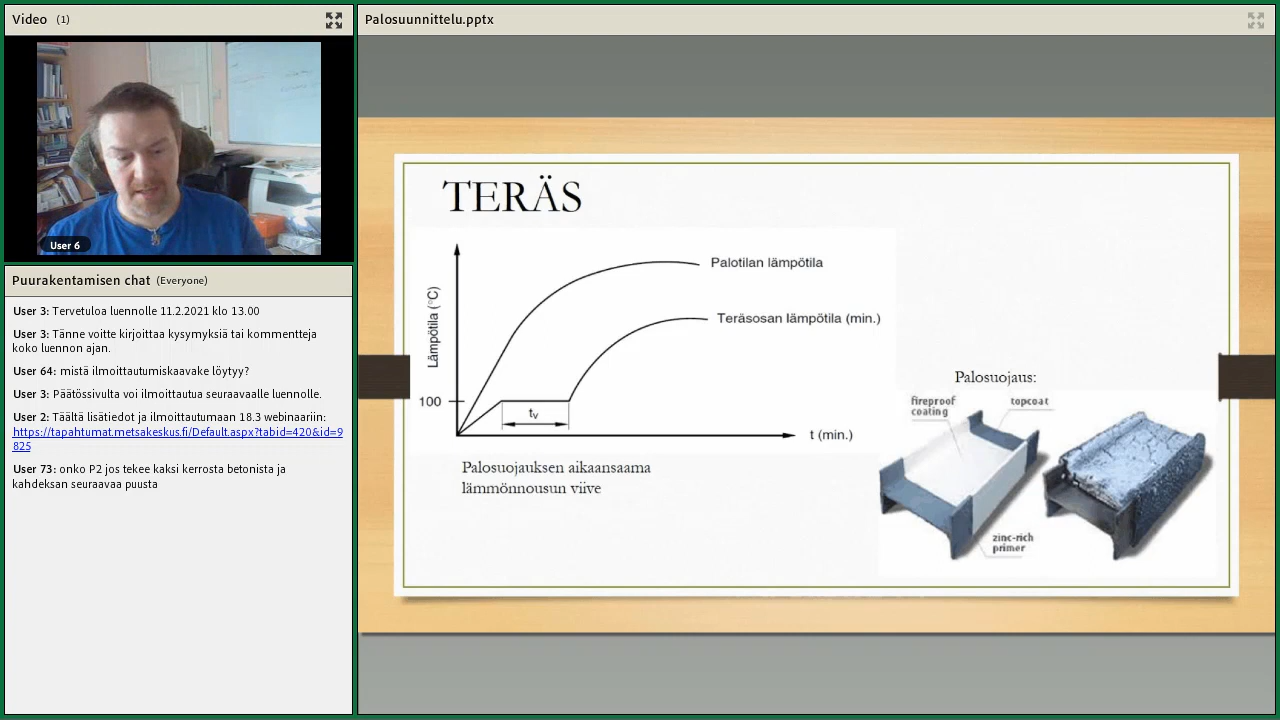 Video (1)
User 6
Puurakentamisen chat (Everyone)
User 3: Tervetuloa luennolle 11.2.2021 klo 13.00
User 3: Tänne voitte kirjoittaa kysymyksiä tai kommentteja
koko luennon ajan.
User 64: mistä ilmoittautumiskaavake löytyy?
User 3: Päätössivulta voi ilmoittautua seuraavaalle luennolle.
User 2: Täältä lisätiedot ja ilmoittautumaan 18.3 webinaariin:
https://tapahtumat.metsakeskus.fi/Default.aspx?tabid=420&id=9
825
User 73: onko P2 jos tekee kaksi kerrosta betonista ja
kahdeksan seuraavaa puusta
Palosuunnittelu.pptx
TERÄS
Lämpötila (°C)
Palotilan lämpötila
Teräsosan lämpötila (min.)
100
tv
t (min.)
Palosuojauksen aikaansaama
lämmönnousun viive
Palosuojaus:
fireproof
coating
topcoat
zinc-rich
primer